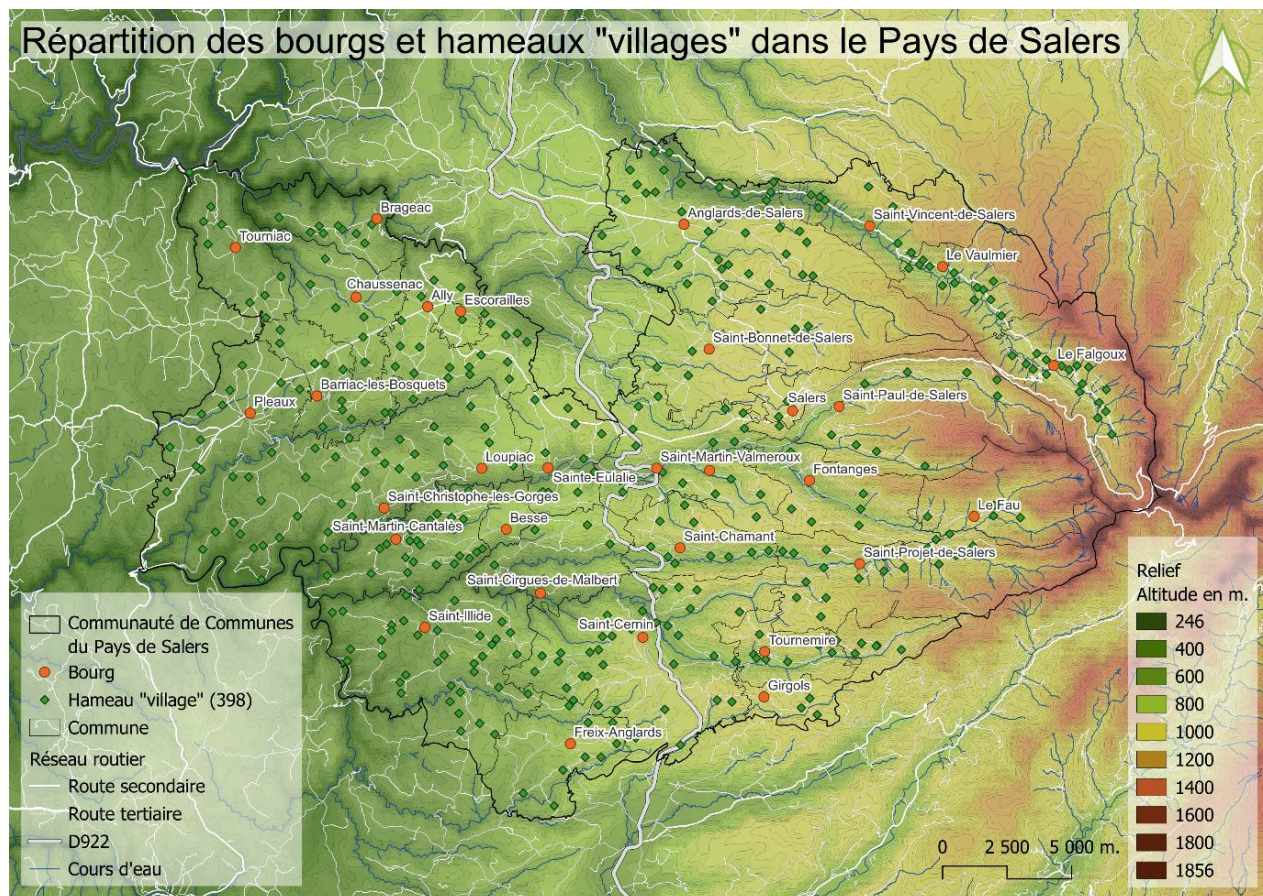 Répartition des bourgs et hameaux "villages" dans le Pays de Salers
Brageac
Anglards-de-Salers
Saint-Vincent-de-Salers
Tourniac
Le Vaulmier
Chaussenac
Ally
Escorailles
Saint-Bonnet-de-Salers
Le Falgoux
Barriac-les-Bosquets
Pleaux
Salers
Saint-Paul-de-Salers
Loupiac
Sainte-Eulalie
Saint-Martin-Valmeroux
Fontanges
Saint-Christophe-les-Gorges
Besse
Le Fau
Saint-Martin-Cantalès
Saint-Chamant
Saint-Projet-de-Salers
Saint-Cirgues-de-Malbert
Saint-Illide
Saint-Cernin
Tournemire
Girgols
Freix-Anglards
Communauté de Communes
du Pays de Salers
Bourg
Hameau "village" (398)
Commune
Réseau routier
Route secondaire
Route tertiaire
D922
Cours d'eau
0 2 500 5 000 m.
Relief
Altitude en m.
246
400
600
800
1000
1200
1400
1600
1800
1856